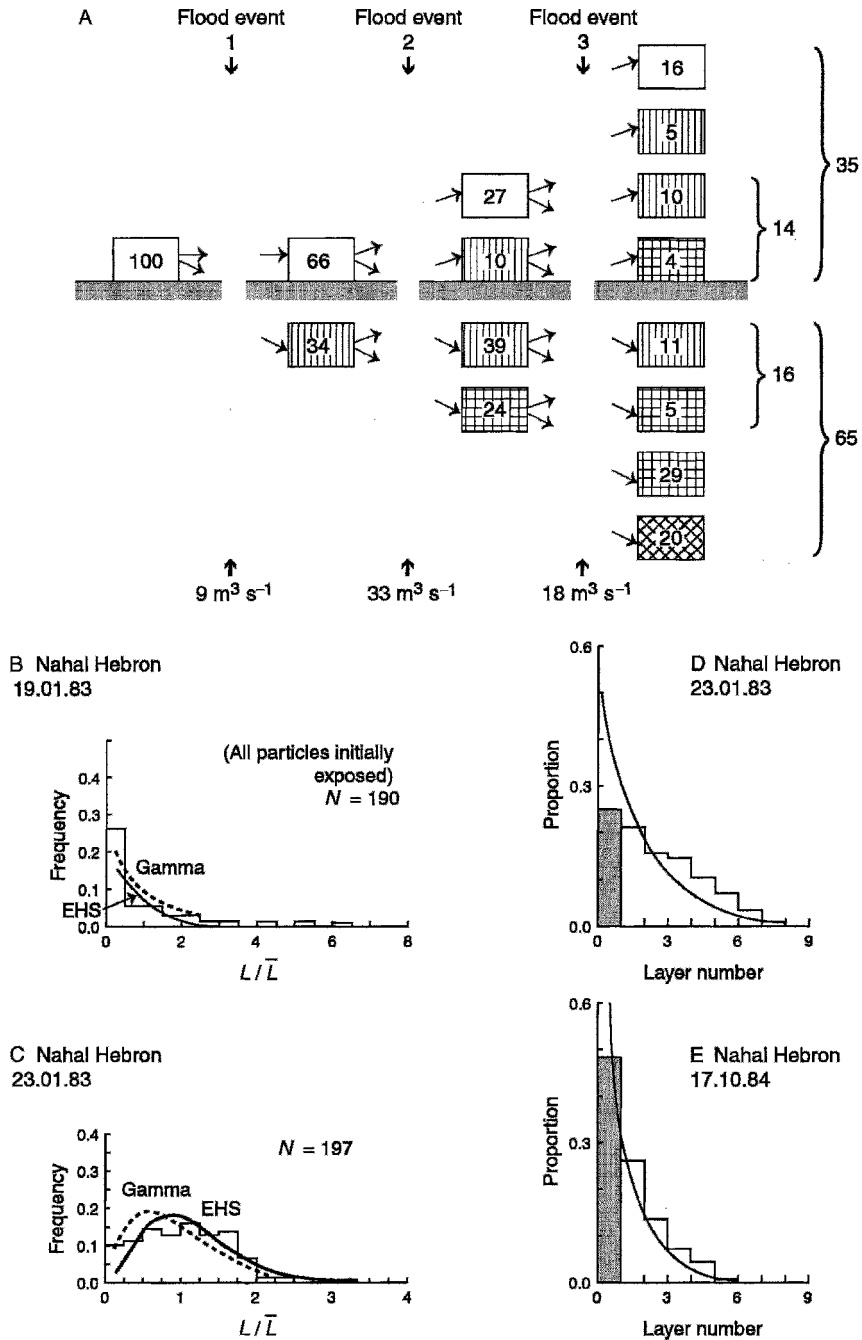 A
Flood event Flood event Flood event
1 2 3
16
5
27 10
100 66 10 4
14
35
34 39 11
24 5
16
29
20
65
9 m³ s⁻¹ 33 m³ s⁻¹ 18 m³ s⁻¹
B Nahal Hebron
19.01.83
(All particles initially
exposed)
N = 190
Frequency
0.4
0.3
0.2
0.1
0.0
Gamma
EHS
0 2 4 6 8
L / L̅
C Nahal Hebron
23.01.83
N = 197
Frequency
0.4
0.3
0.2
0.1
0.0
Gamma
EHS
0 1 2 3 4
L / L̅
D Nahal Hebron
23.01.83
Proportion
0.6
0.3
0.0
0 3 6 9
Layer number
E Nahal Hebron
17.10.84
Proportion
0.6
0.3
0.0
0 3 6 9
Layer number